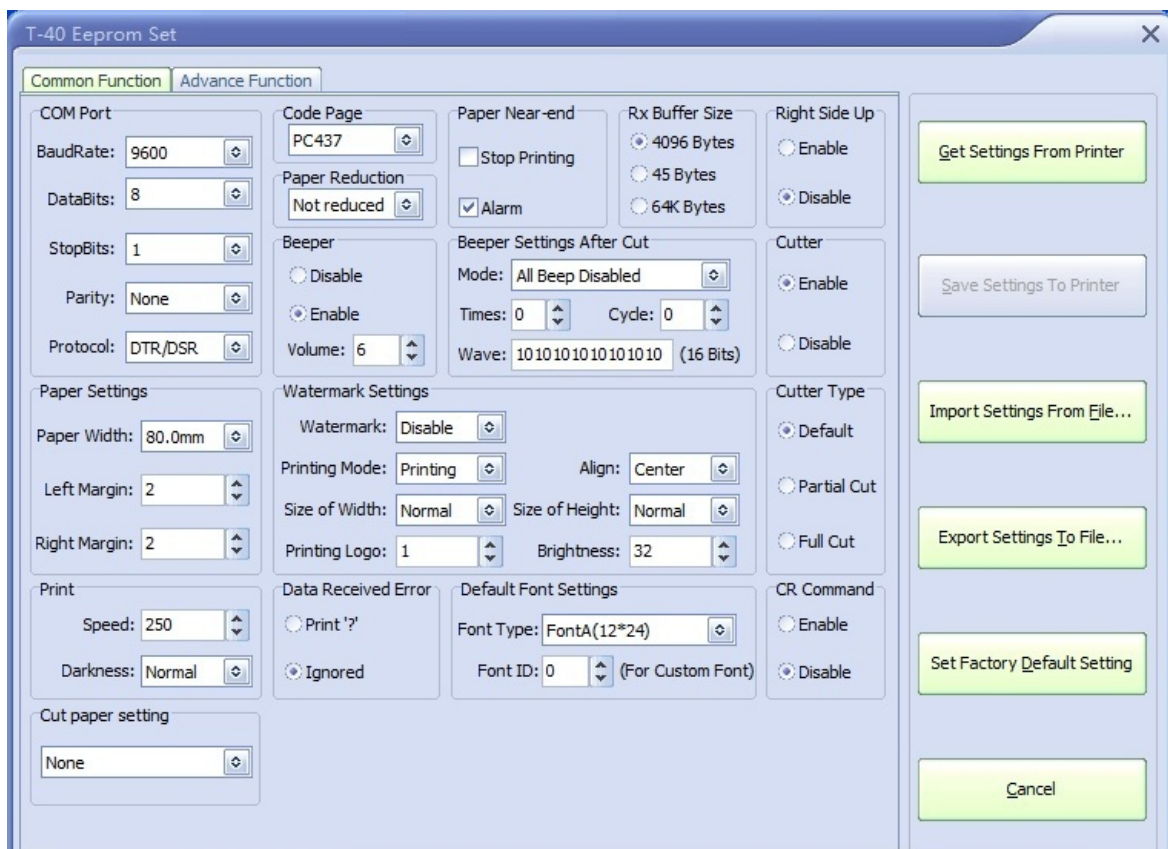 T-40 Eeprom Set
Common Function
Advance Function
COM Port
BaudRate: 9600
DataBits: 8
StopBits: 1
Parity: None
Protocol: DTR/DSR
Code Page
PC437
Paper Reduction
Not reduced
Paper Near-end
Stop Printing
Alarm
Rx Buffer Size
4096 Bytes
45 Bytes
64K Bytes
Right Side Up
Enable
Disable
Beeper
Disable
Enable
Volume: 6
Beeper Settings After Cut
Mode: All Beep Disabled
Times: 0 Cycle: 0
Wave: 1010101010101010 (16 Bits)
Cutter
Enable
Disable
Paper Settings
Paper Width: 80.0mm
Left Margin: 2
Right Margin: 2
Watermark Settings
Watermark: Disable
Printing Mode: Printing Align: Center
Size of Width: Normal Size of Height: Normal
Printing Logo: 1 Brightness: 32
Cutter Type
Default
Partial Cut
Full Cut
Print
Speed: 250
Darkness: Normal
Data Received Error
Print '?'
Ignored
Default Font Settings
Font Type: FontA(12*24)
Font ID: 0 (For Custom Font)
CR Command
Enable
Disable
Cut paper setting
None
Get Settings From Printer
Save Settings To Printer
Import Settings From File...
Export Settings To File...
Set Factory Default Setting
Cancel